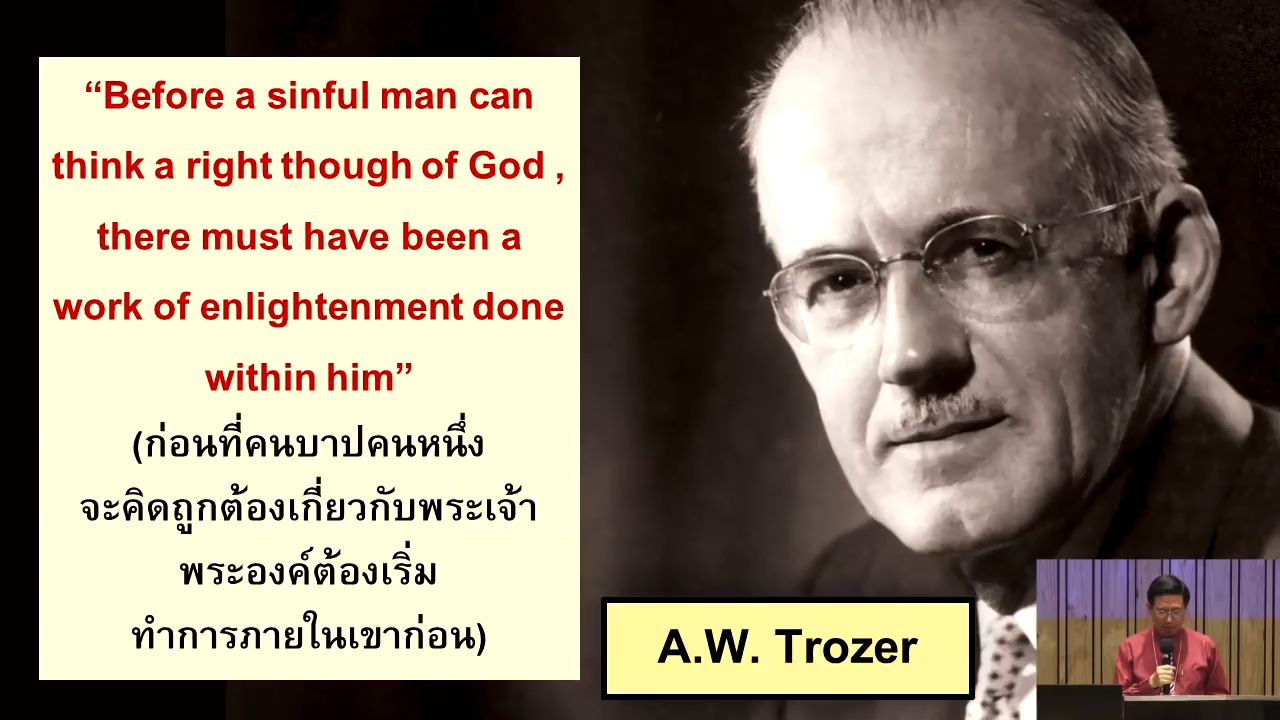 “Before a sinful man can
think a right though of God ,
there must have been a
work of enlightenment done
within him”
(ก่อนที่คนบาปคนหนึ่ง
จะคิดถูกต้องเกี่ยวกับพระเจ้า
พระองค์ต้องเริ่ม
ทำการภายในเขาก่อน)
A.W. Trozer